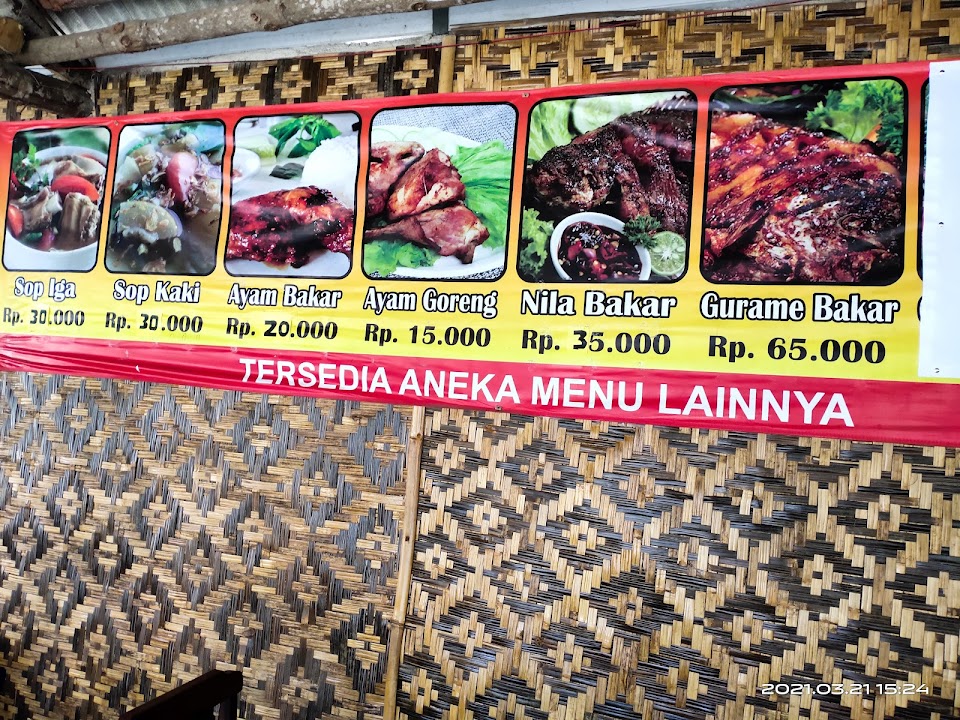 Sop Iga
Rp. 30.000
Sop Kaki
Rp. 30.000
Ayam Bakar
Rp. 20.000
Ayam Goreng
Rp. 15.000
Nila Bakar
Rp. 35.000
Gurame Bakar
Rp. 65.000
TERSEDIA ANEKA MENU LAINNYA
2021.03.21 15:24